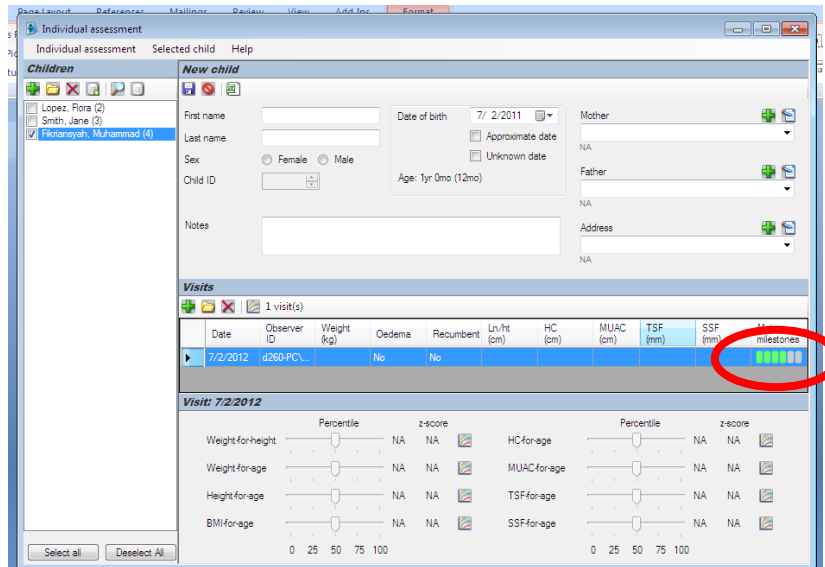 Page Layout References Mailings Review View Add-Ins Format
Individual assessment
Individual assessment Selected child Help
Children
Lopez, Flora (2)
Smith, Jane (3)
Fikriansyah, Muhammad (4)
Select all Deselect All
New child
First name
Last name
Sex Female Male
Child ID
Date of birth 7/ 2/2011
Approximate date
Unknown date
Age: 1yr 0mo (12mo)
Mother
NA
Father
NA
Notes
Address
NA
Visits
1 visit(s)
Date Observer ID Weight (kg) Oedema Recumbent Ln/ht (cm) HC (cm) MUAC (cm) TSF (mm) SSF (mm) milestones
7/2/2012 d260-PC\... No No
Visit: 7/2/2012
Percentile z-score Percentile z-score
Weight-for-height NA NA HC-for-age NA NA
Weight-for-age NA NA MUAC-for-age NA NA
Height-for-age NA NA TSF-for-age NA NA
BMI-for-age NA NA SSF-for-age NA NA
0 25 50 75 100 0 25 50 75 100